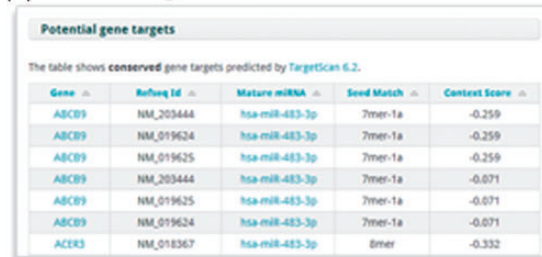 Potential gene targets
The table shows conserved gene targets predicted by TargetScan 6.2.
Gene Refseq Id Mature miRNA Seed Match Context Score
ABCB9 NM_203444 hsa-miR-483-3p 7mer-1a -0.259
ABCB9 NM_019624 hsa-miR-483-3p 7mer-1a -0.259
ABCB9 NM_019625 hsa-miR-483-3p 7mer-1a -0.259
ABCB9 NM_203444 hsa-miR-483-3p 7mer-1a -0.071
ABCB9 NM_019625 hsa-miR-483-3p 7mer-1a -0.071
ABCB9 NM_019624 hsa-miR-483-3p 7mer-1a -0.071
ACER3 NM_018367 hsa-miR-483-3p 8mer -0.332